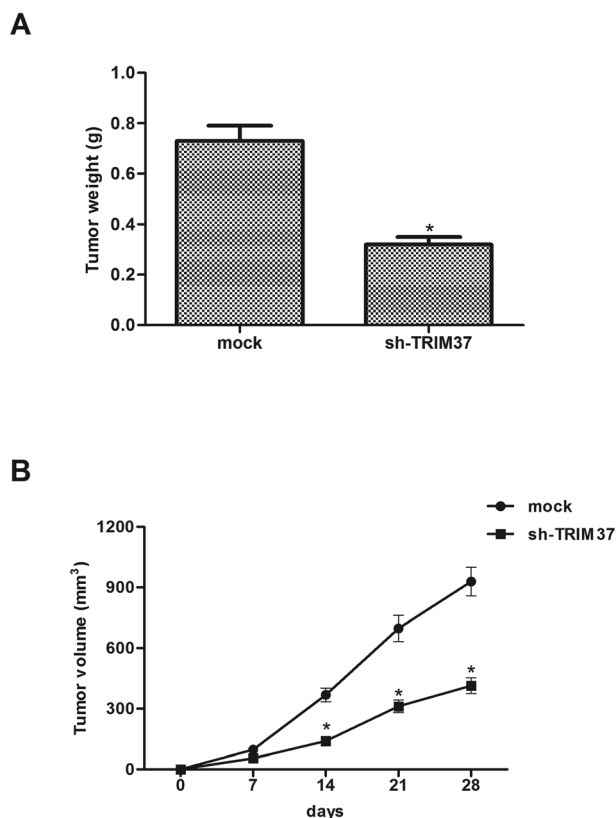 A
Tumor weight (g)
1.0
0.8
0.6
0.4
0.2
0.0
*
mock
sh-TRIM37
B
mock
sh-TRIM37
Tumor volume (mm³)
1200
900
600
300
0
*
*
*
0 7 14 21 28
days